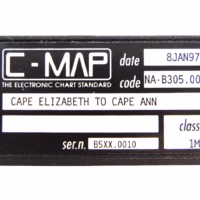 C-MAP
THE ELECTRONIC CHART STANDARD
date 8JAN97
code NA-B305.00
CAPE ELIZABETH TO CAPE ANN
class
ser.n. B5XX.0010 1M